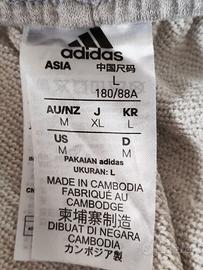 adidas
ASIA 中国尺码
L
180/88A
AU/NZ J KR
M XL L
US D
M M
PAKAIAN adidas
UKURAN: L
MADE IN CAMBODIA
FABRIQUÉ AU
CAMBODGE
柬埔寨制造
DIBUAT DI NEGARA
CAMBODIA
カンボジア製